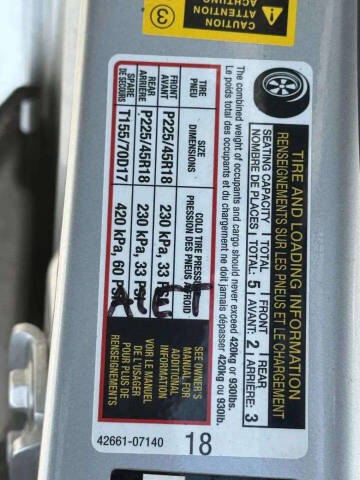 CAUTION
ATTENTION
ACHTUNG
3
TIRE AND LOADING INFORMATION
RENSEIGNEMENTS SUR LES PNEUS ET LE CHARGEMENT
SEATING CAPACITY TOTAL: 5 FRONT 2 REAR 3
NOMBRE DE PLACES TOTAL: AVANT: ARRIÈRE:
The combined weight of occupants and cargo should never exceed 420kg or 930lbs.
Le poids total des occupants et du chargement ne doit jamais dépasser 420kg ou 930lb.
TIRE SIZE COLD TIRE PRESSURE
PNEU DIMENSIONS PRESSION DES PNEUS À FROID
FRONT P225/45R18 230 kPa, 33 PSI
AVANT
REAR P225/45R18 230 kPa, 33 PSI
ARRIÈRE
SPARE T155/70D17 420 kPa, 60 PSI
DE SECOURS
SEE OWNER'S
MANUAL FOR
ADDITIONAL
INFORMATION
VOIR LE MANUEL
DE L'USAGER
POUR PLUS DE
RENSEIGNEMENTS
42661-07140
18